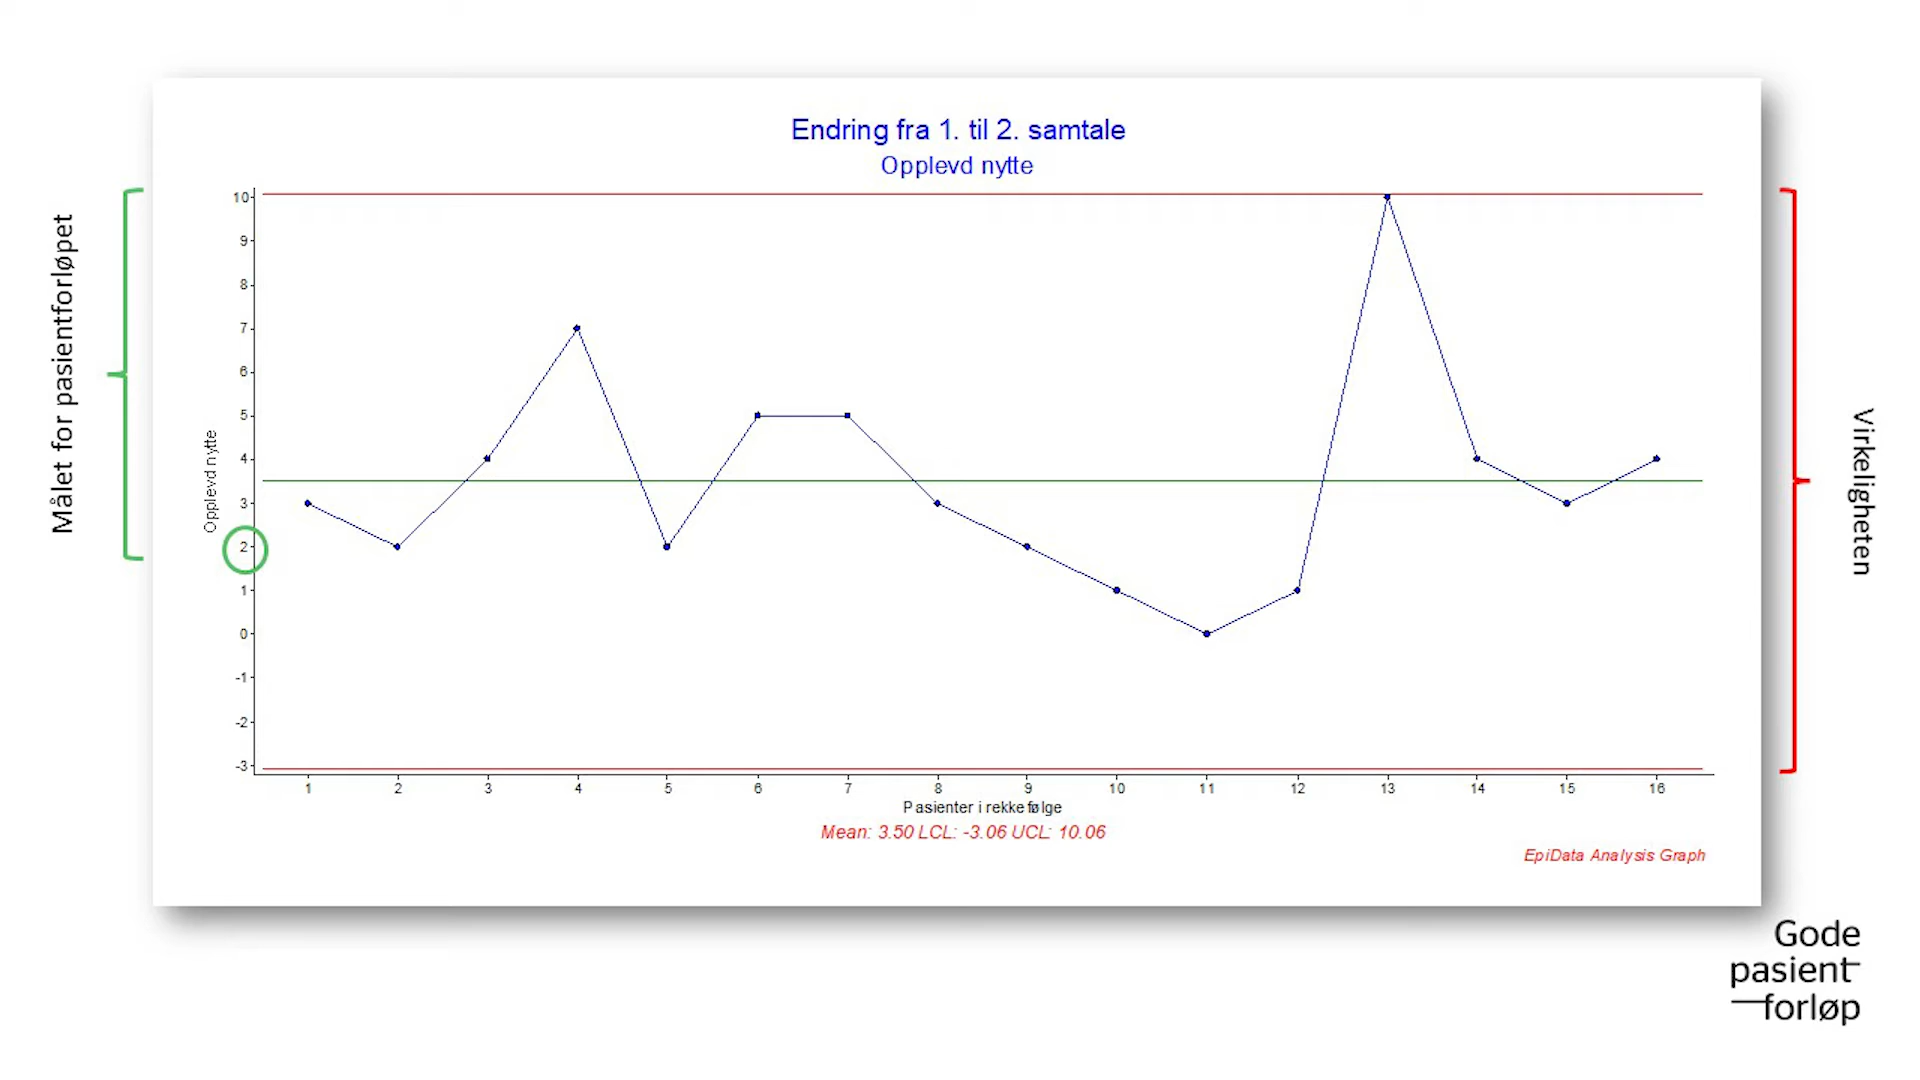 Endring fra 1. til 2. samtale
Opplevd nytte
Målet for pasientforløpet
Opplevd nytte
10
9
8
7
6
5
4
3
2
1
0
-1
-2
-3
1 2 3 4 5 6 7 8 9 10 11 12 13 14 15 16
Pasienter i rekkefølge
Mean: 3.50 LCL: -3.06 UCL: 10.06
EpiData Analysis Graph
Virkeligheten
Gode
pasient
forløp